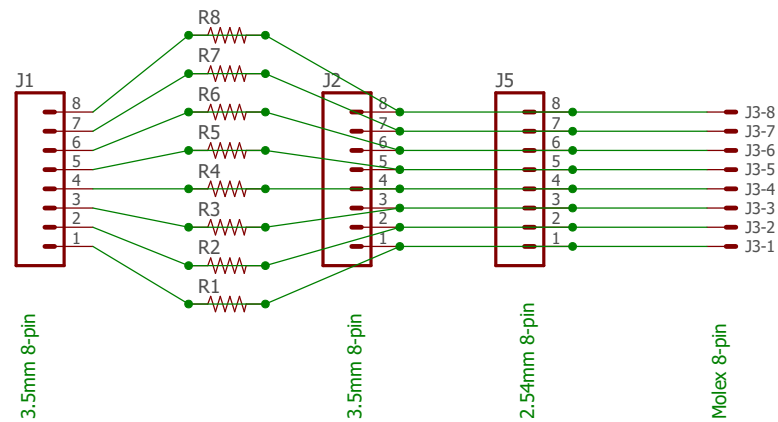 R8
R7
R6
R5
R4
R3
R2
R1
J1
8
7
6
5
4
3
2
1
J2
8
7
6
5
4
3
2
1
J5
8
7
6
5
4
3
2
1
J3-8
J3-7
J3-6
J3-5
J3-4
J3-3
J3-2
J3-1
3.5mm 8-pin
3.5mm 8-pin
2.54mm 8-pin
Molex 8-pin